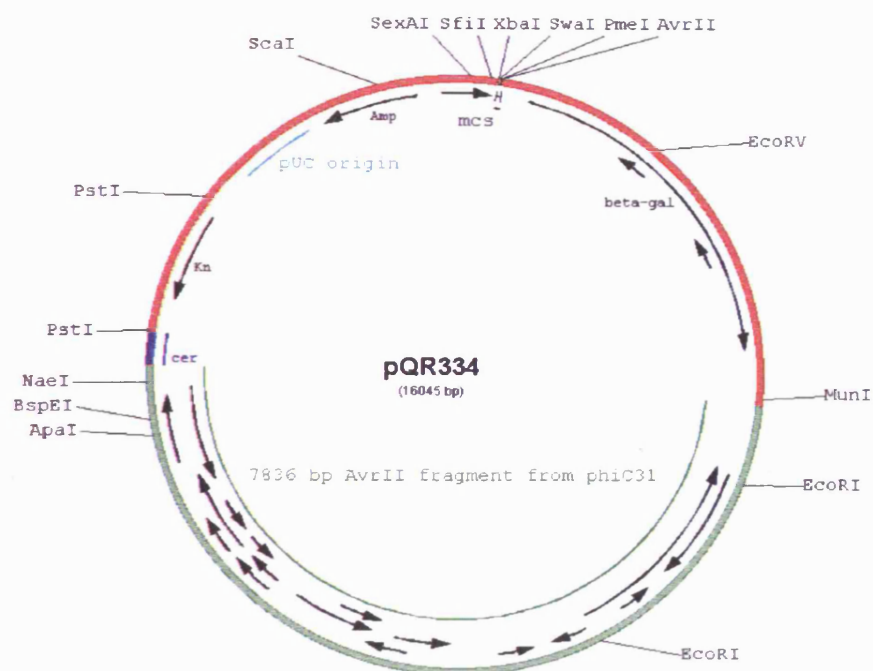 SexAI SfiI XbaI SwaI PmeI AvrII
ScaI
H
Amp
mcs
EcoRV
pUC origin
PstI
beta-gal
Kn
PstI
cer
pQR334
NaeI
(16045 bp)
MunI
BspEI
ApaI
7836 bp AvrII fragment from phiC31
EcoRI
EcoRI